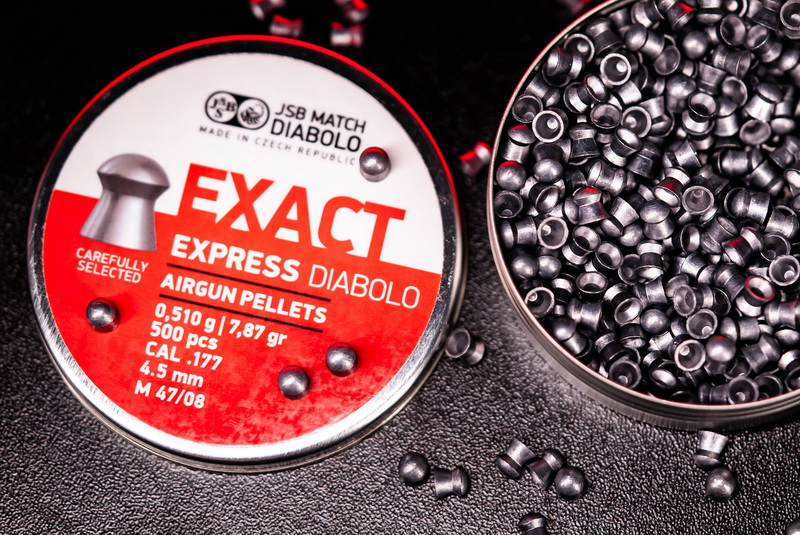 JSB
S
JSB MATCH
DIABOLO
MADE IN CZECH REPUBLIC
EXACT
EXPRESS DIABOLO
CAREFULLY
SELECTED
AIRGUN PELLETS
0,510 g | 7,87 gr
500 pcs
CAL .177
4.5 mm
M 47/08